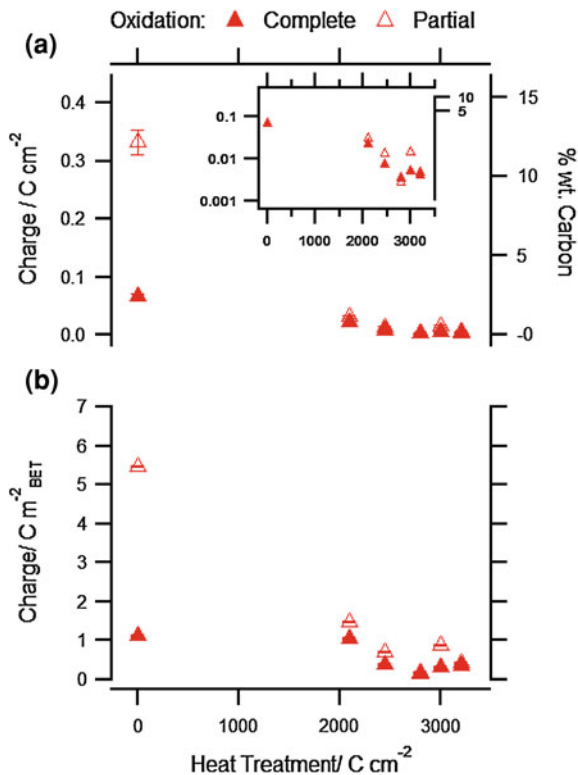 Oxidation: Complete Partial
(a)
Charge / C cm-2
0.4
0.3
0.2
0.1
0.0
0.1
0.01
0.001
0 1000 2000 3000
10
5
15
10
5
-0
% wt. Carbon
(b)
Charge/ C m-2 BET
7
6
5
4
3
2
1
0
0 1000 2000 3000
Heat Treatment/ C cm-2